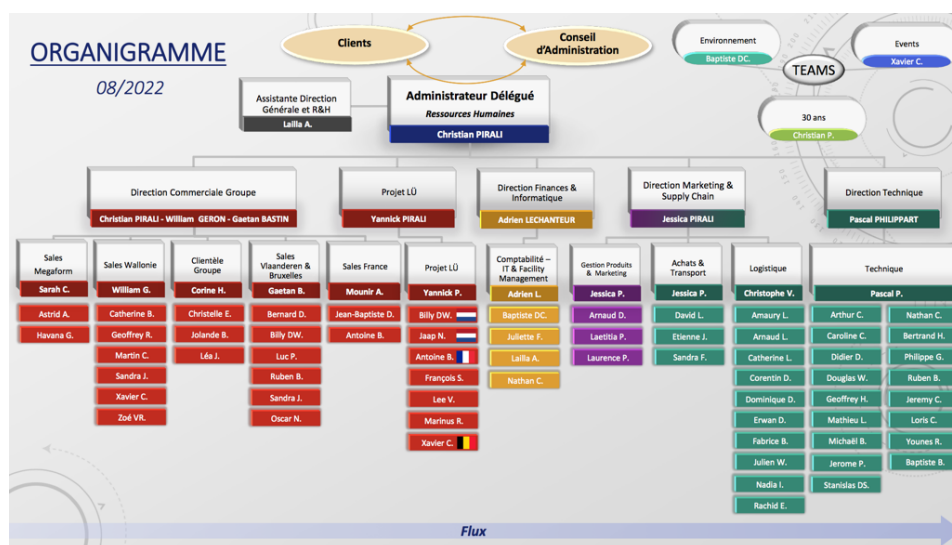 ORGANIGRAMME
08/2022
Clients
Conseil
d'Administration
Environnement
Baptiste DC.
Events
Xavier C.
TEAMS
30 ans
Christian P.
Assistante Direction
Générale et R&H
Lailla A.
Administrateur Délégué
Ressources Humaines
Christian PIRALI
Direction Commerciale Groupe
Christian PIRALI - William GERON - Gaetan BASTIN
Projet LÜ
Yannick PIRALI
Direction Finances &
Informatique
Adrien LECHANTEUR
Direction Marketing &
Supply Chain
Jessica PIRALI
Direction Technique
Pascal PHILIPPART
Sales
Megaform
Sarah C.
Astrid A.
Havana G.
Sales Wallonie
William G.
Catherine B.
Geoffrey R.
Martin C.
Sandra J.
Xavier C.
Zoé VR.
Clientèle
Groupe
Corine H.
Christelle E.
Jolande B.
Léa J.
Sales
Vlaanderen &
Bruxelles
Gaetan B.
Bernard D.
Billy DW.
Luc P.
Ruben B.
Sandra J.
Oscar N.
Sales France
Mounir A.
Jean-Baptiste D.
Antoine B.
Projet LÜ
Yannick P.
Billy DW.
Jaap N.
Antoine B.
François S.
Lee V.
Marinus R.
Xavier C.
Comptabilité –
IT & Facility
Management
Adrien L.
Baptiste DC.
Juliette F.
Lailla A.
Nathan C.
Gestion Produits
& Marketing
Jessica P.
Arnaud D.
Laetitia P.
Laurence P.
Achats &
Transport
Jessica P.
David L.
Etienne J.
Sandra F.
Logistique
Christophe V.
Amaury L.
Arnaud L.
Catherine L.
Corentin D.
Dominique D.
Erwan D.
Fabrice B.
Julien W.
Nadia I.
Rachid E.
Technique
Pascal P.
Arthur C.
Caroline C.
Didier D.
Douglas W.
Geoffrey H.
Mathieu L.
Michaël B.
Jerome P.
Stanislas DS.
Nathan C.
Bertrand H.
Philippe G.
Ruben B.
Jeremy C.
Loris C.
Younes R.
Baptiste B.
Flux